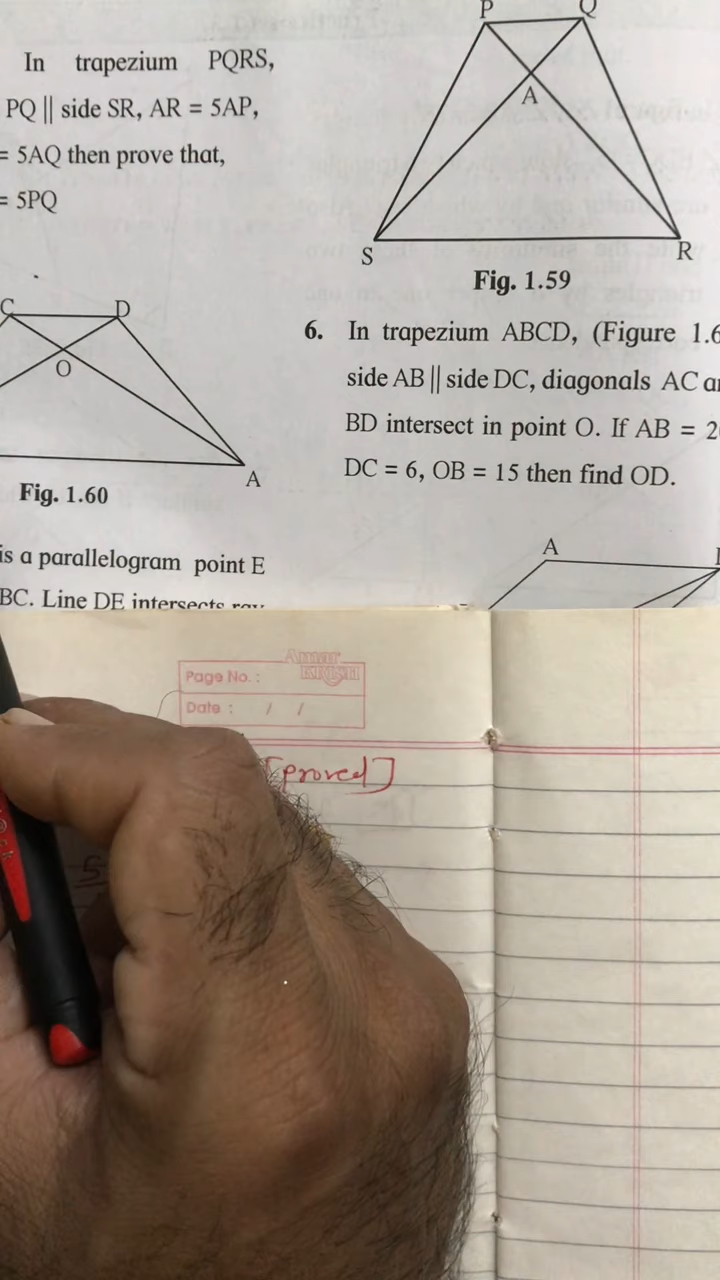 In trapezium PQRS,
PQ || side SR, AR = 5AP,
= 5AQ then prove that,
= 5PQ
P Q
A
S R
Fig. 1.59
C D
O
A
Fig. 1.60
6. In trapezium ABCD, (Figure 1.6
side AB || side DC, diagonals AC
BD intersect in point O. If AB = 2
DC = 6, OB = 15 then find OD.
A
is a parallelogram point E
BC. Line DE intersects ray
Amar
Page No. :
Date : / /
[proved]
5